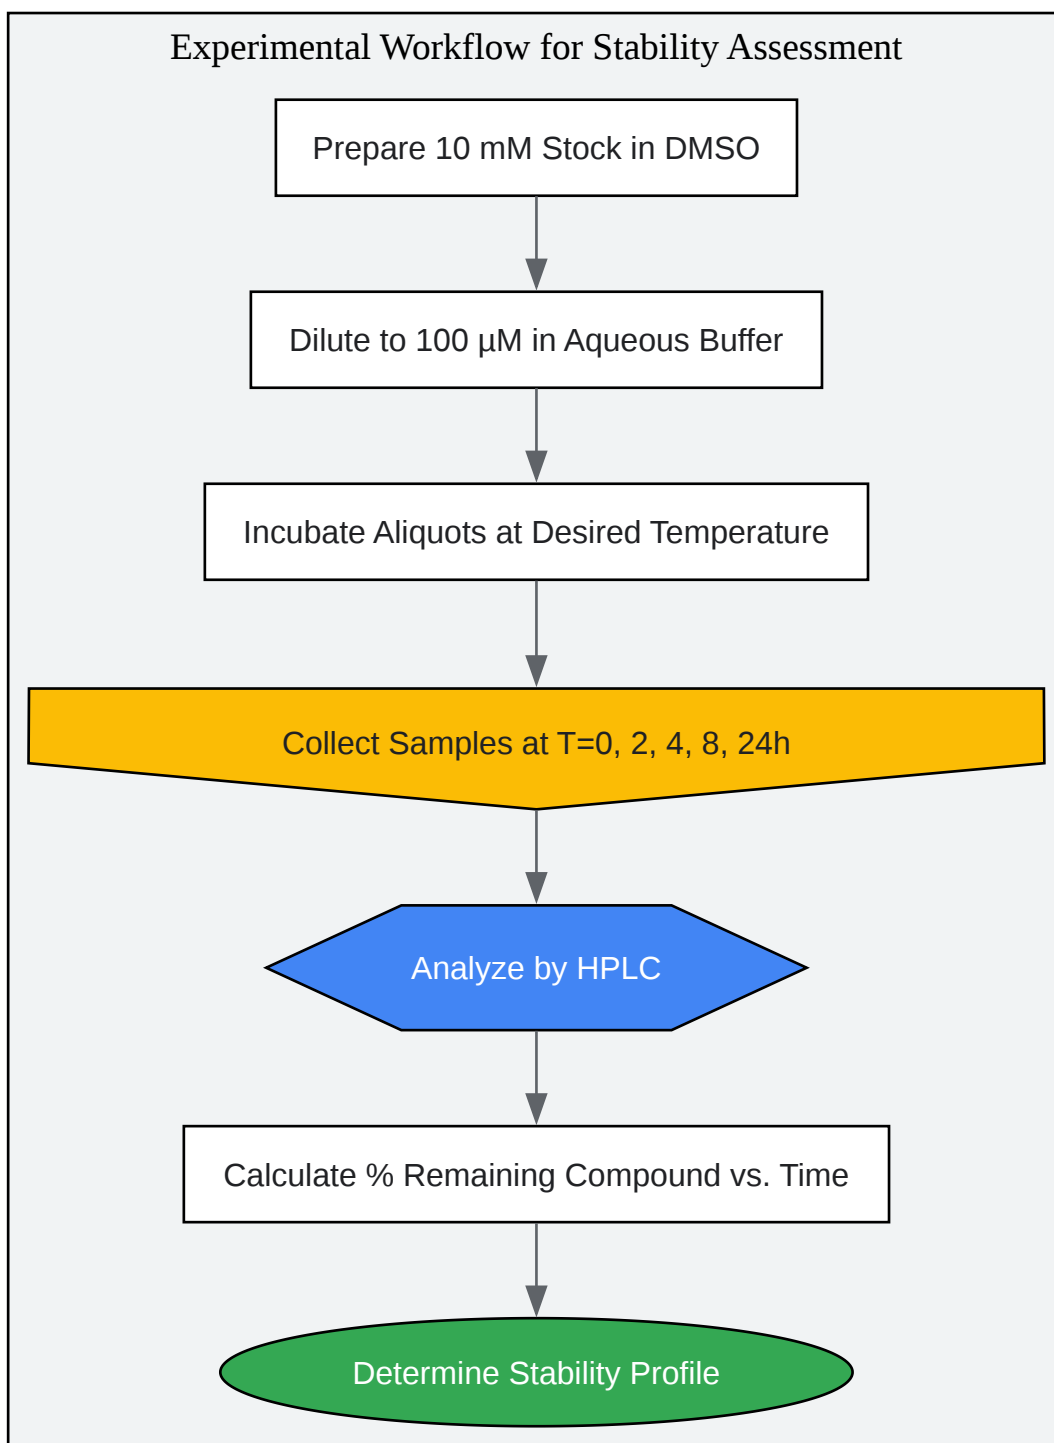 Experimental Workflow for Stability Assessment
Prepare 10 mM Stock in DMSO
Dilute to 100 µM in Aqueous Buffer
Incubate Aliquots at Desired Temperature
Collect Samples at T=0, 2, 4, 8, 24h
Analyze by HPLC
Calculate % Remaining Compound vs. Time
Determine Stability Profile